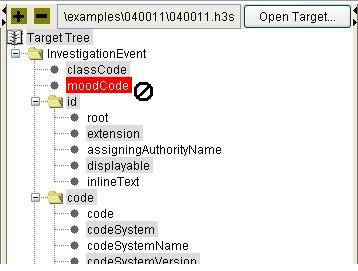 \examples\040011\040011.h3s
Open Target...
Target Tree
InvestigationEvent
classCode
moodCode
id
root
extension
assigningAuthorityName
displayable
inlineText
code
code
codeSystem
codeSystemName
codeSystemVersion